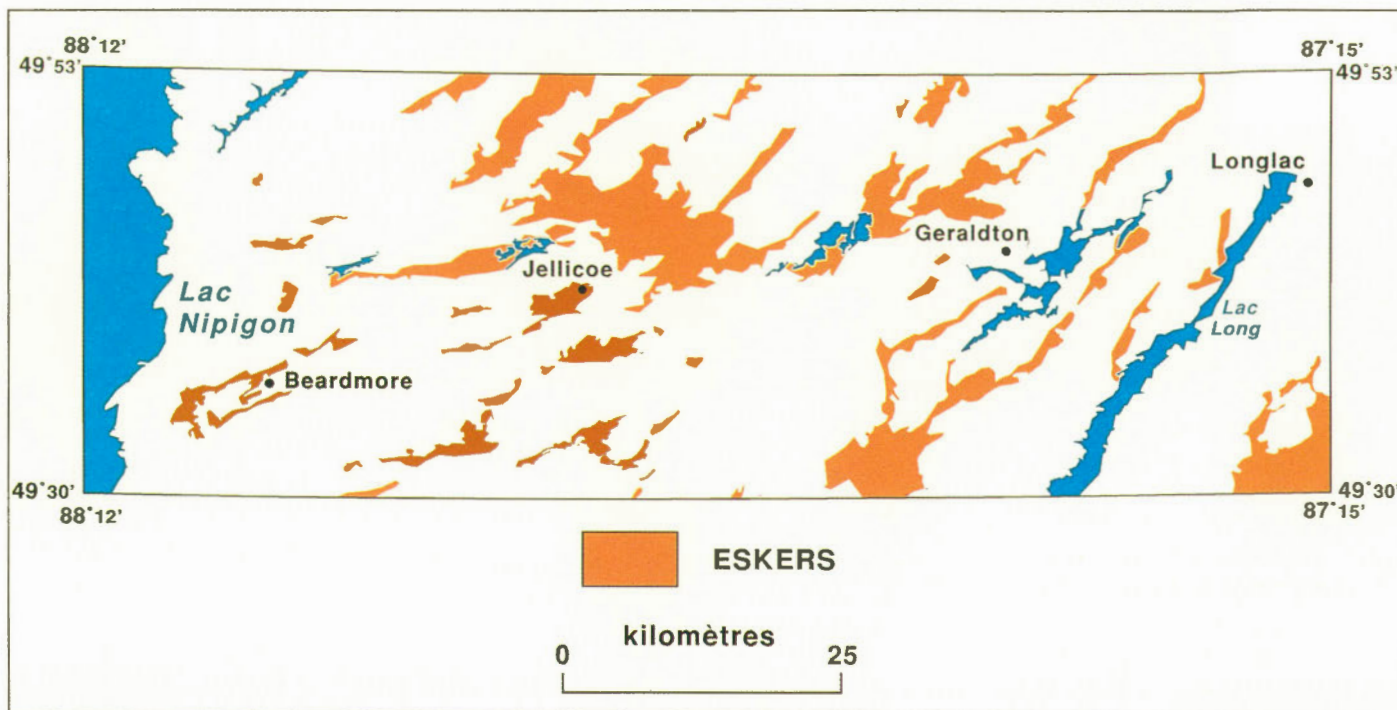 88°12'
87°15'
49°53'
49°53'
Longlac
Geraldton
Jellicoe
Lac
Nipigon
Lac
Long
Beardmore
49°30'
49°30'
88°12'
87°15'
ESKERS
kilomètres
0 25